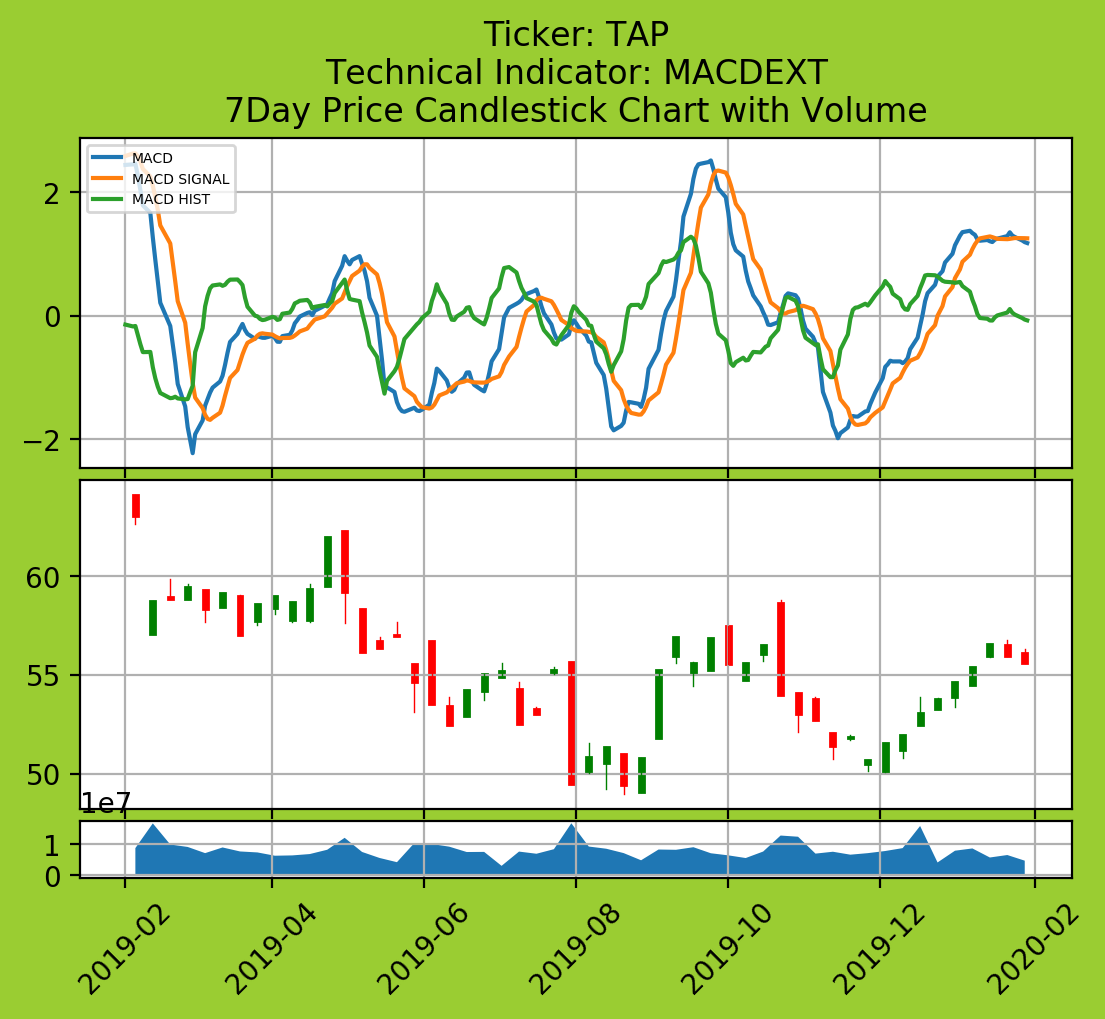 Ticker: TAP
Technical Indicator: MACDEXT
7Day Price Candlestick Chart with Volume
MACD
MACD SIGNAL
MACD HIST
2
0
−2
60
55
50
1e7
1
0
2019-02
2019-04
2019-06
2019-08
2019-10
2019-12
2020-02